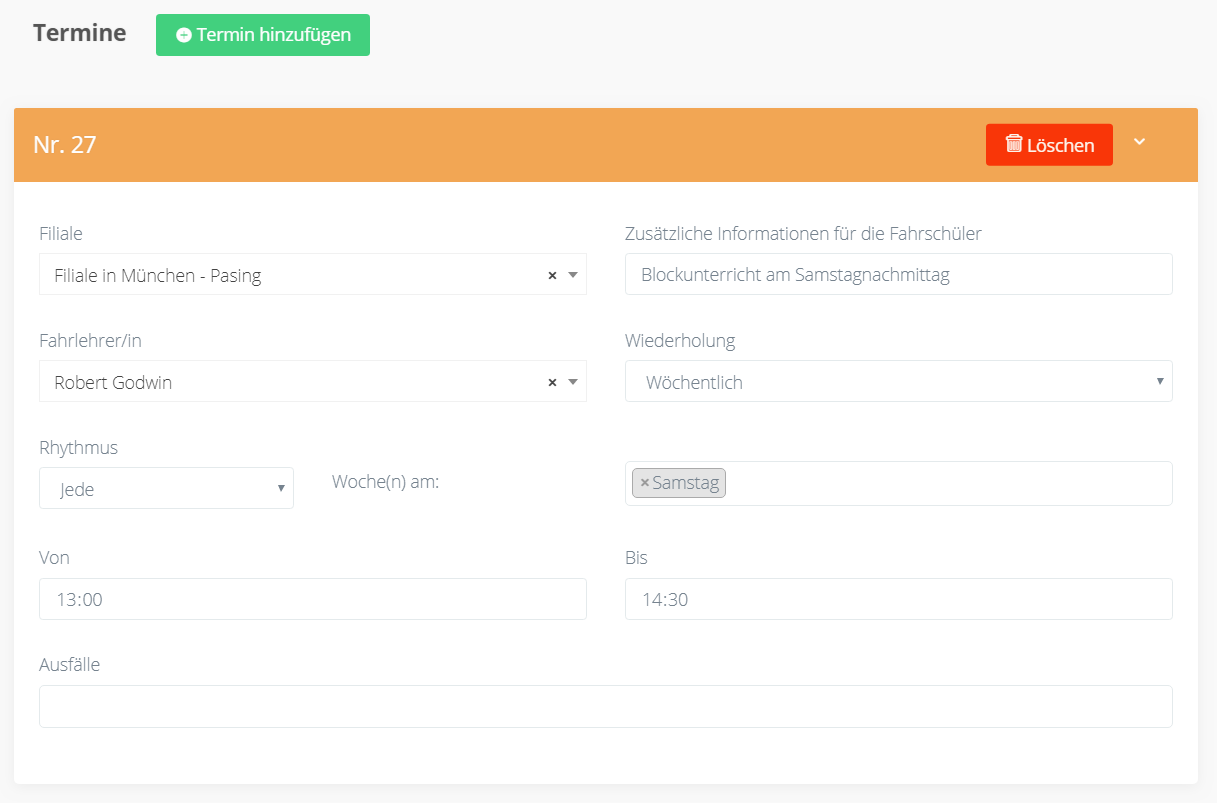 Termine
Termin hinzufügen
Nr. 27
Löschen
Filiale
Zusätzliche Informationen für die Fahrschüler
Filiale in München - Pasing
×
Blockunterricht am Samstagnachmittag
Fahrlehrer/in
Wiederholung
Robert Godwin
×
Wöchentlich
Rhythmus
Jede
Woche(n) am:
×Samstag
Von
Bis
13:00
14:30
Ausfälle